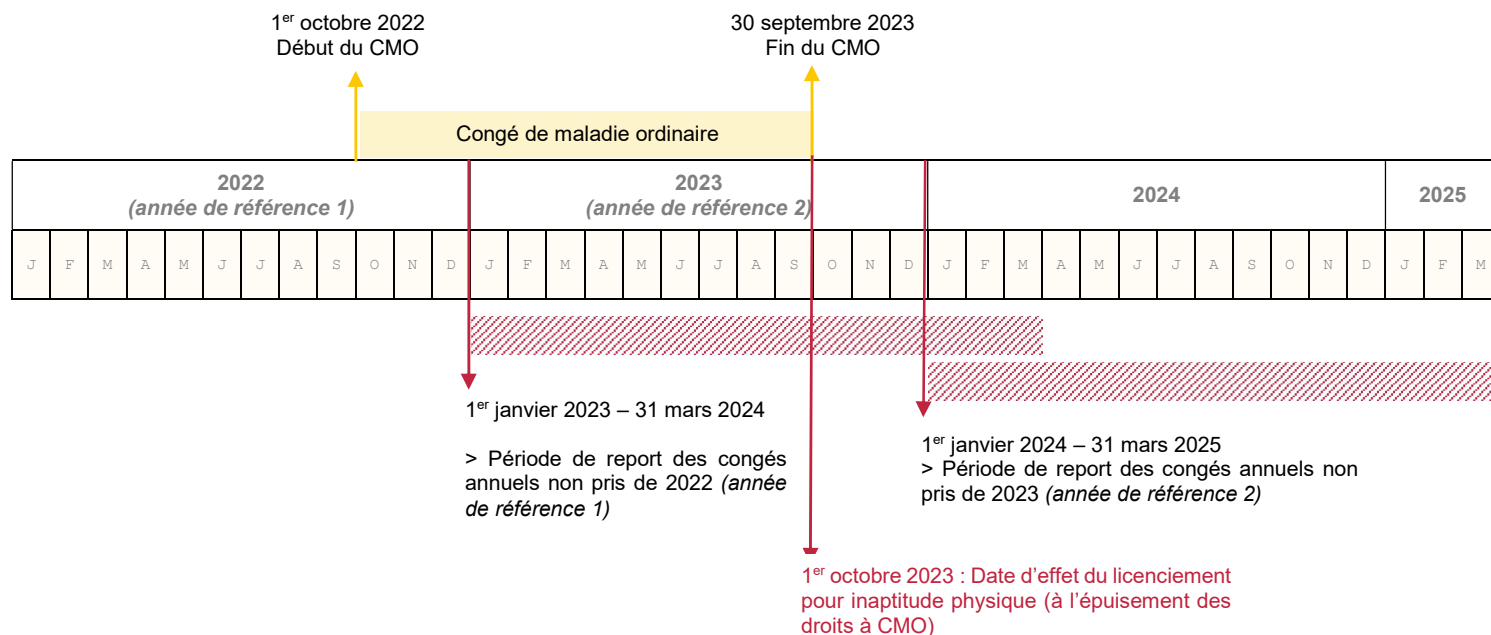 1er octobre 2022
Début du CMO
30 septembre 2023
Fin du CMO
Congé de maladie ordinaire
2022
(année de référence 1)
2023
(année de référence 2)
2024
2025
J F M A M J J A S O N D J F M A M J J A S O N D J F M A M J J A S O N D J F M
1er janvier 2023 – 31 mars 2024
> Période de report des congés
annuels non pris de 2022 (année
de référence 1)
1er janvier 2024 – 31 mars 2025
> Période de report des congés annuels non
pris de 2023 (année de référence 2)
1er octobre 2023 : Date d’effet du licenciement
pour inaptitude physique (à l’épuisement des
droits à CMO)